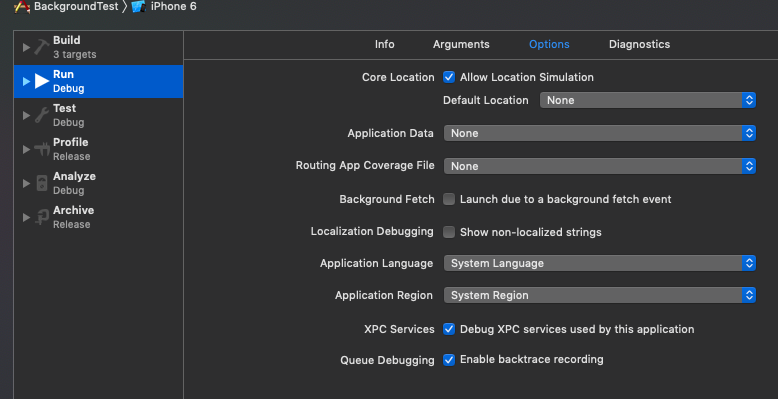 BackgroundTest 〉 iPhone 6
Build
3 targets
Run
Debug
Test
Debug
Profile
Release
Analyze
Debug
Archive
Release
Info Arguments Options Diagnostics
Core Location Allow Location Simulation
Default Location None
Application Data None
Routing App Coverage File None
Background Fetch Launch due to a background fetch event
Localization Debugging Show non-localized strings
Application Language System Language
Application Region System Region
XPC Services Debug XPC services used by this application
Queue Debugging Enable backtrace recording